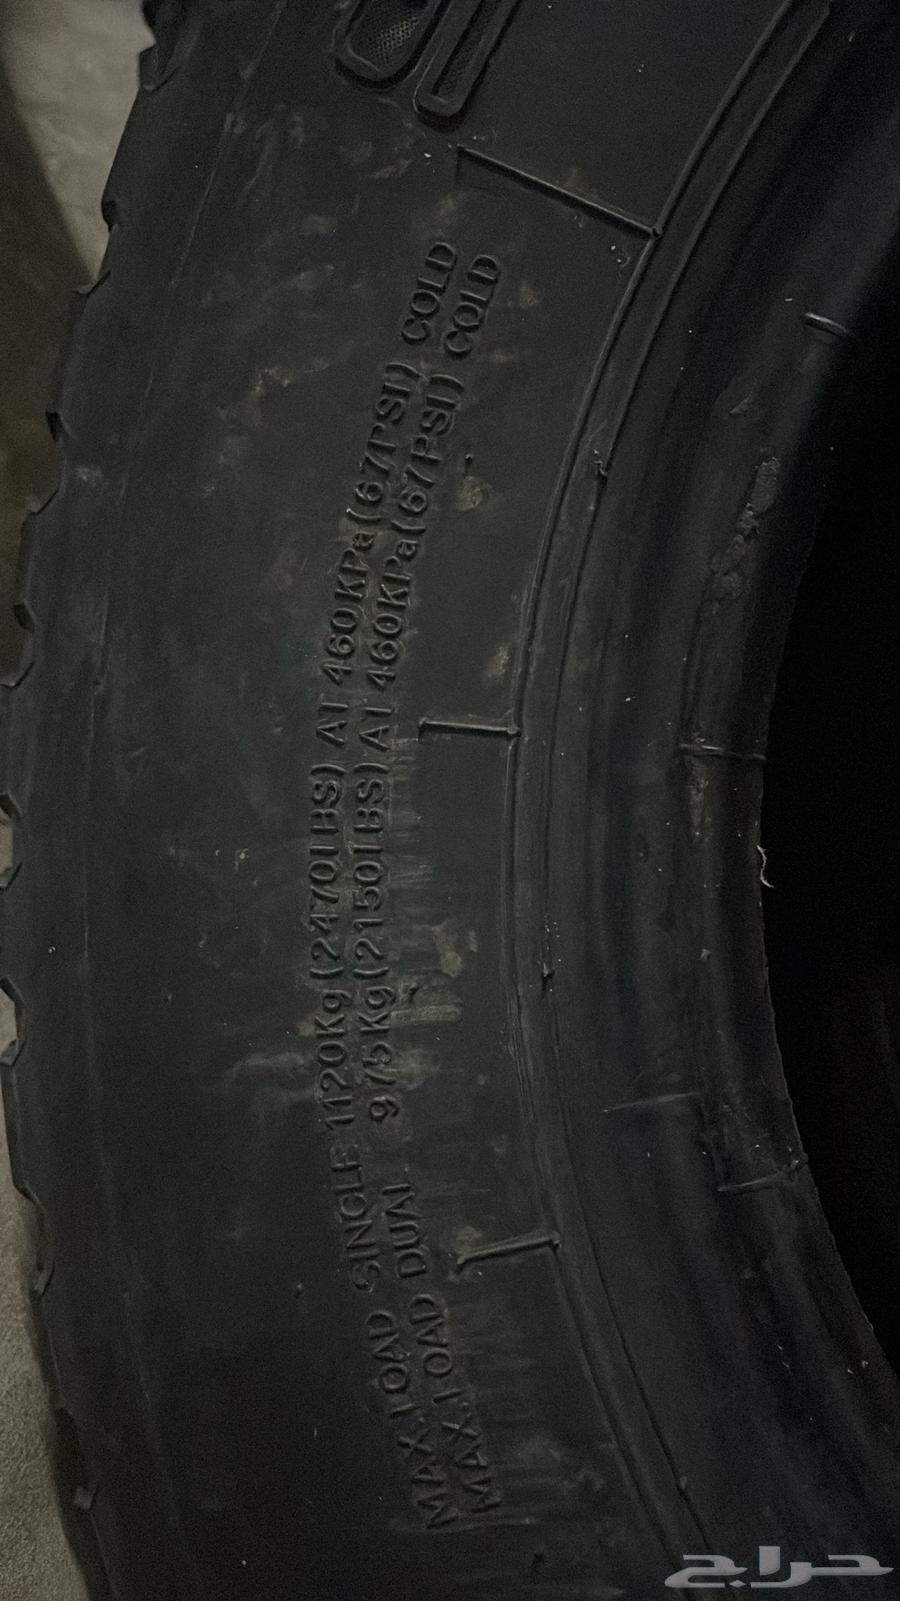 MAX.LOAD SINGLE 1120Kg(2470LBS) AT 460KPa(67PSI) COLD
MAX.LOAD DUAL 975Kg(2150LBS) AT 460KPa(67PSI) COLD
حراج